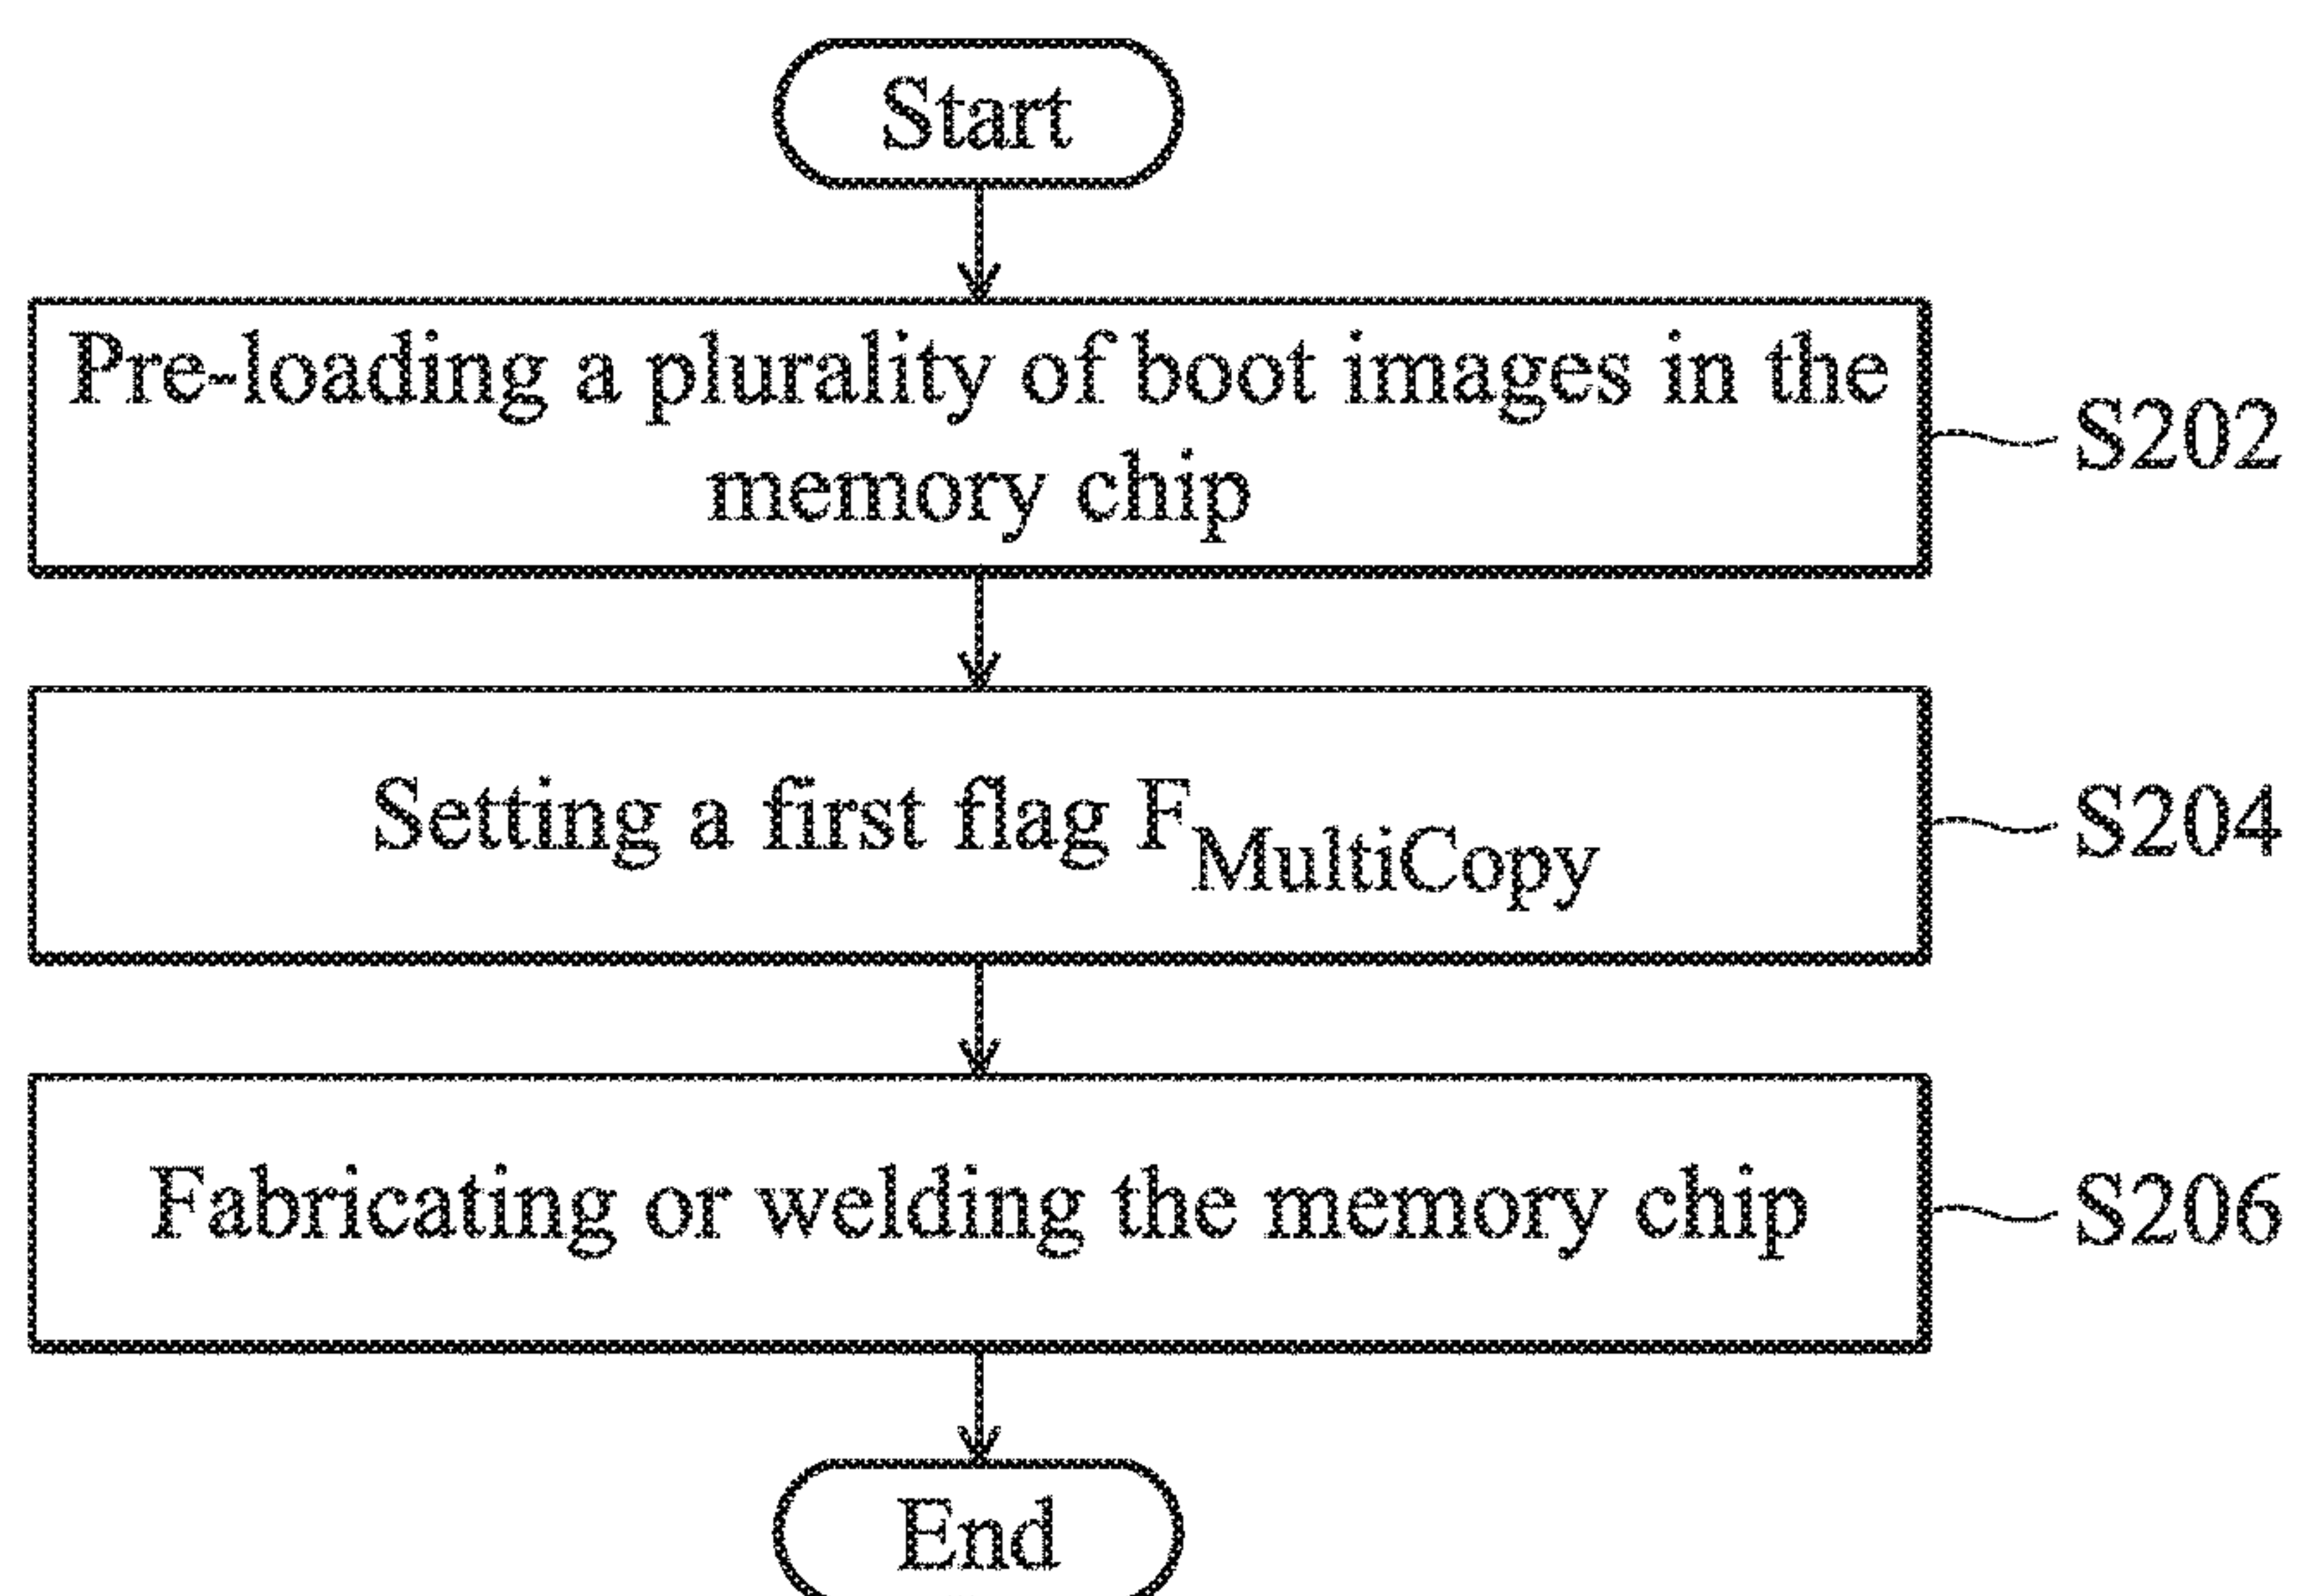 Start
Pre-loading a plurality of boot images in the
memory chip
S202
Setting a first flag F_MultiCopy
S204
Fabricating or welding the memory chip
S206
End